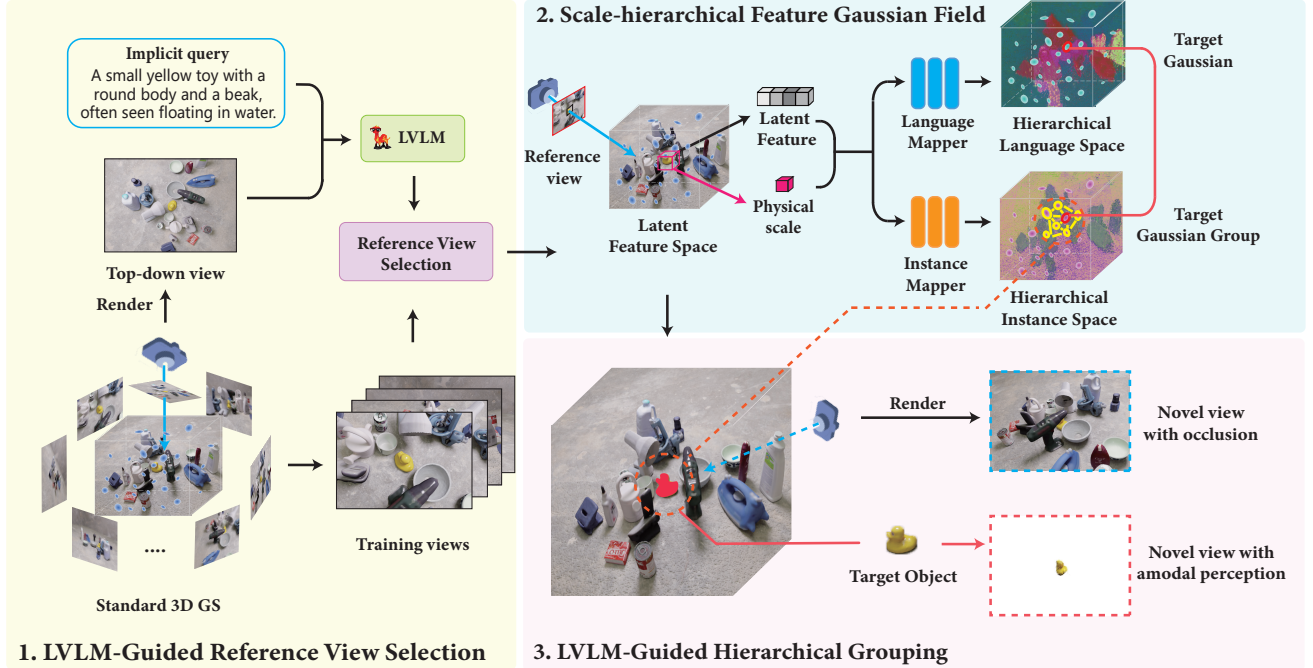 Implicit query
A small yellow toy with a
round body and a beak,
often seen floating in water.
LVLM
Top-down view
Render
Reference View
Selection
Training views
....
Standard 3D GS
1. LVLM-Guided Reference View Selection
2. Scale-hierarchical Feature Gaussian Field
Reference
view
Latent
Feature Space
Latent
Feature
Physical
scale
Language
Mapper
Instance
Mapper
Hierarchical
Language Space
Hierarchical
Instance Space
Target
Gaussian
Target
Gaussian Group
Render
Novel view
with occlusion
Target Object
Novel view with
amodal perception
3. LVLM-Guided Hierarchical Grouping